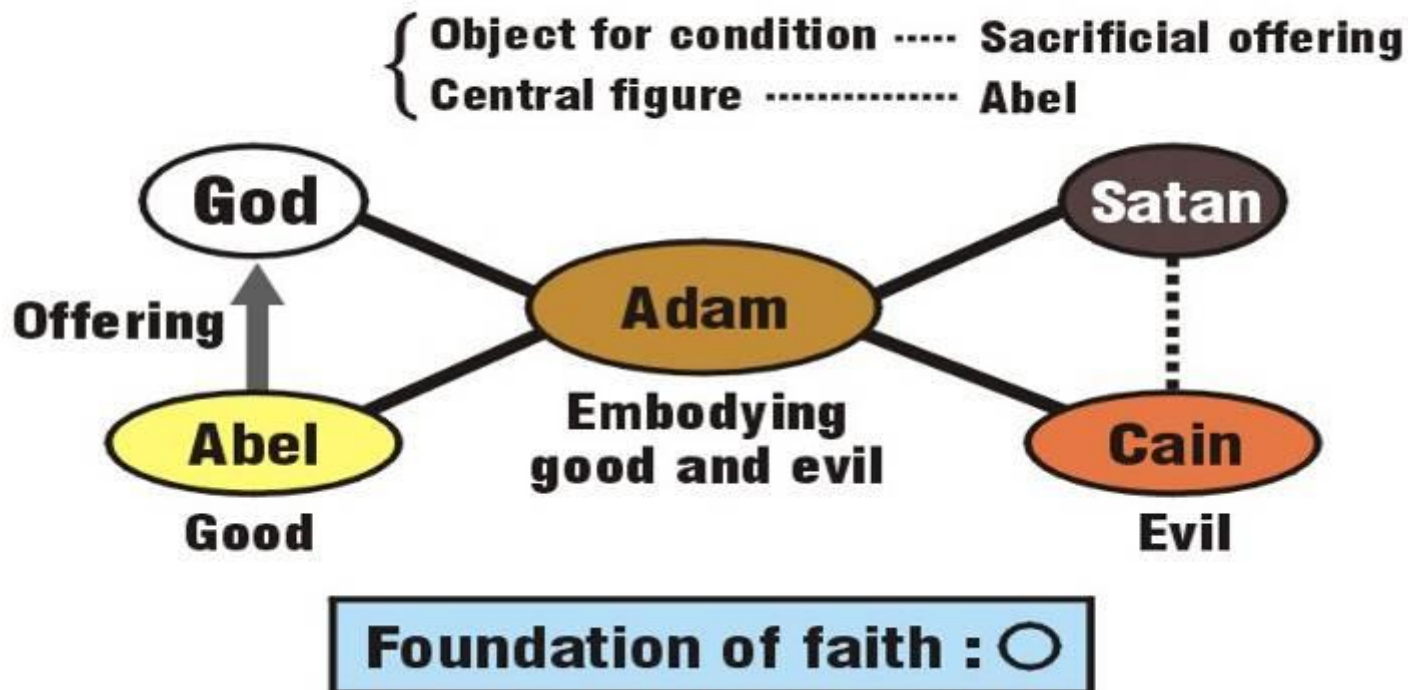 Object for condition ----- Sacrificial offering
Central figure --------------- Abel
God
Satan
Adam
Offering
Abel
Embodying
good and evil
Cain
Good
Evil
Foundation of faith : ○